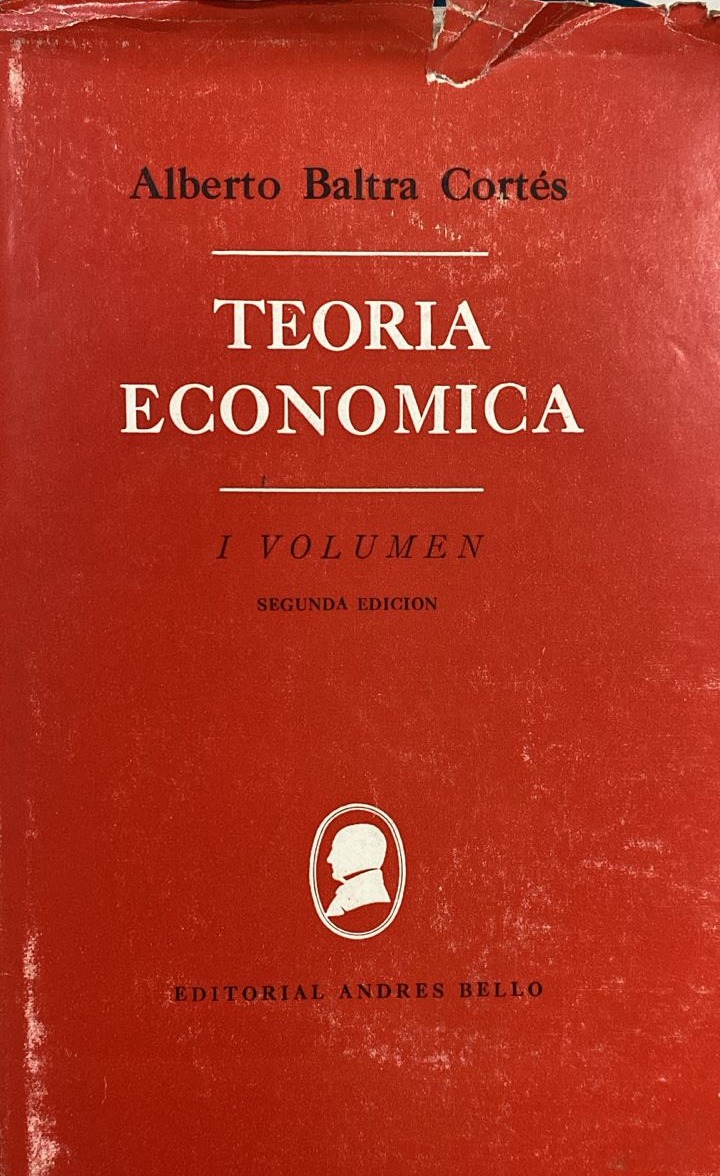 Alberto Baltra Cortés
TEORIA
ECONOMICA
I VOLUMEN
SEGUNDA EDICION
EDITORIAL ANDRES BELLO